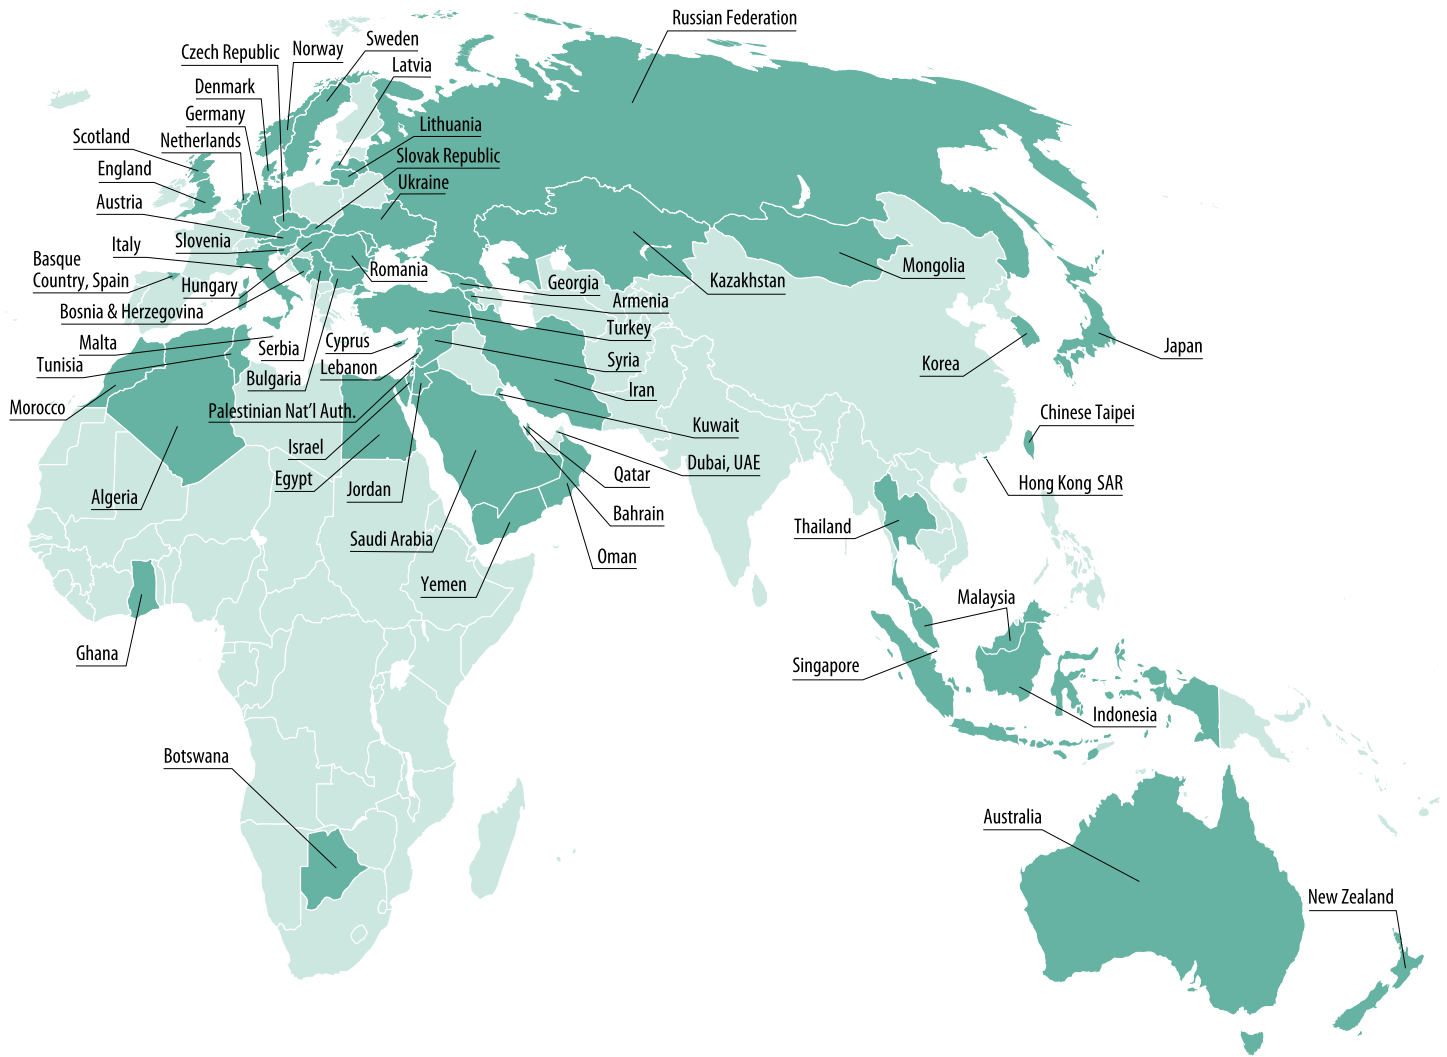 Russian Federation
Sweden
Norway
Czech Republic
Latvia
Denmark
Germany
Lithuania
Scotland
Netherlands
Slovak Republic
England
Ukraine
Austria
Slovenia
Italy
Basque
Country, Spain
Romania
Mongolia
Hungary
Kazakhstan
Georgia
Armenia
Bosnia & Herzegovina
Turkey
Malta
Serbia
Cyprus
Japan
Tunisia
Syria
Korea
Lebanon
Bulgaria
Iran
Morocco
Palestinian Nat'l Auth.
Chinese Taipei
Kuwait
Israel
Dubai, UAE
Qatar
Egypt
Jordan
Hong Kong SAR
Algeria
Bahrain
Thailand
Saudi Arabia
Oman
Yemen
Malaysia
Ghana
Singapore
Indonesia
Botswana
Australia
New Zealand